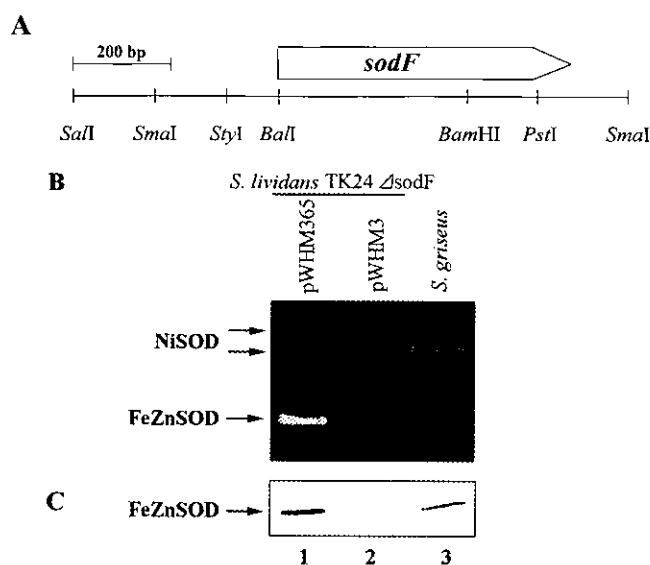 A
200 bp
sodF
SalI SmaI StyI BalI BamHI PstI SmaI
B
S. lividans TK24 ⊿sodF
pWHM365
pWHM3
S. griseus
NiSOD
FeZnSOD
C
FeZnSOD
1 2 3